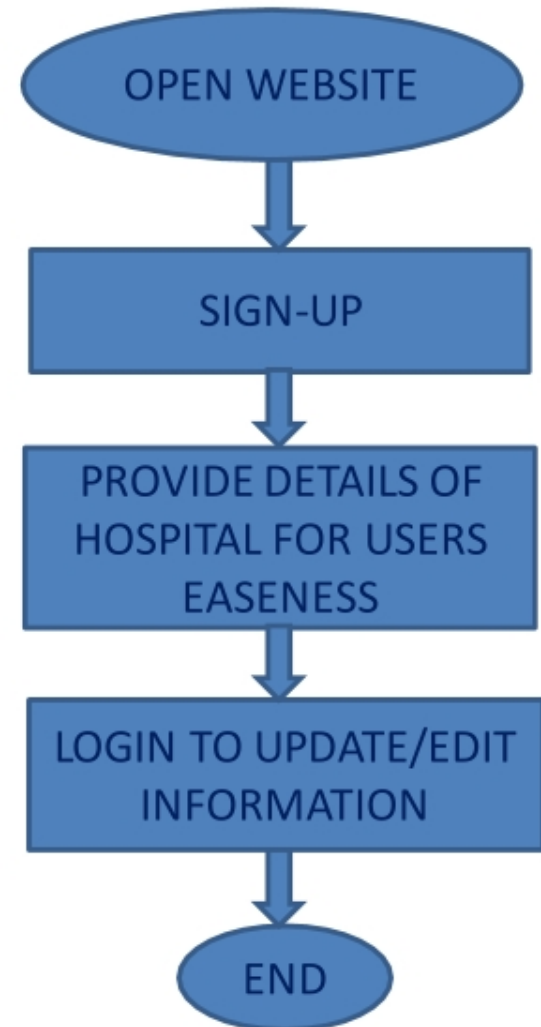 OPEN WEBSITE
SIGN-UP
PROVIDE DETAILS OF
HOSPITAL FOR USERS
EASENESS
LOGIN TO UPDATE/EDIT
INFORMATION
END